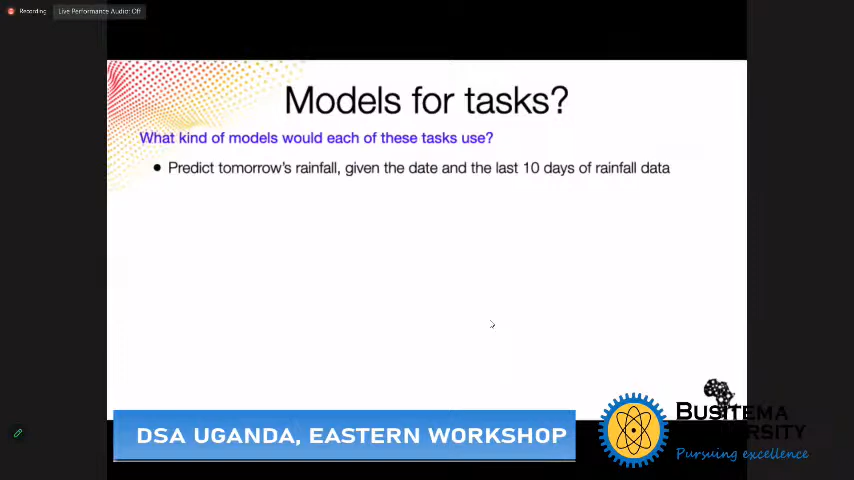 Recording
Live Performance Audio: Off
Models for tasks?
What kind of models would each of these tasks use?
● Predict tomorrow's rainfall, given the date and the last 10 days of rainfall data
DSA UGANDA, EASTERN WORKSHOP
BUSITEMA
Pursuing excellence